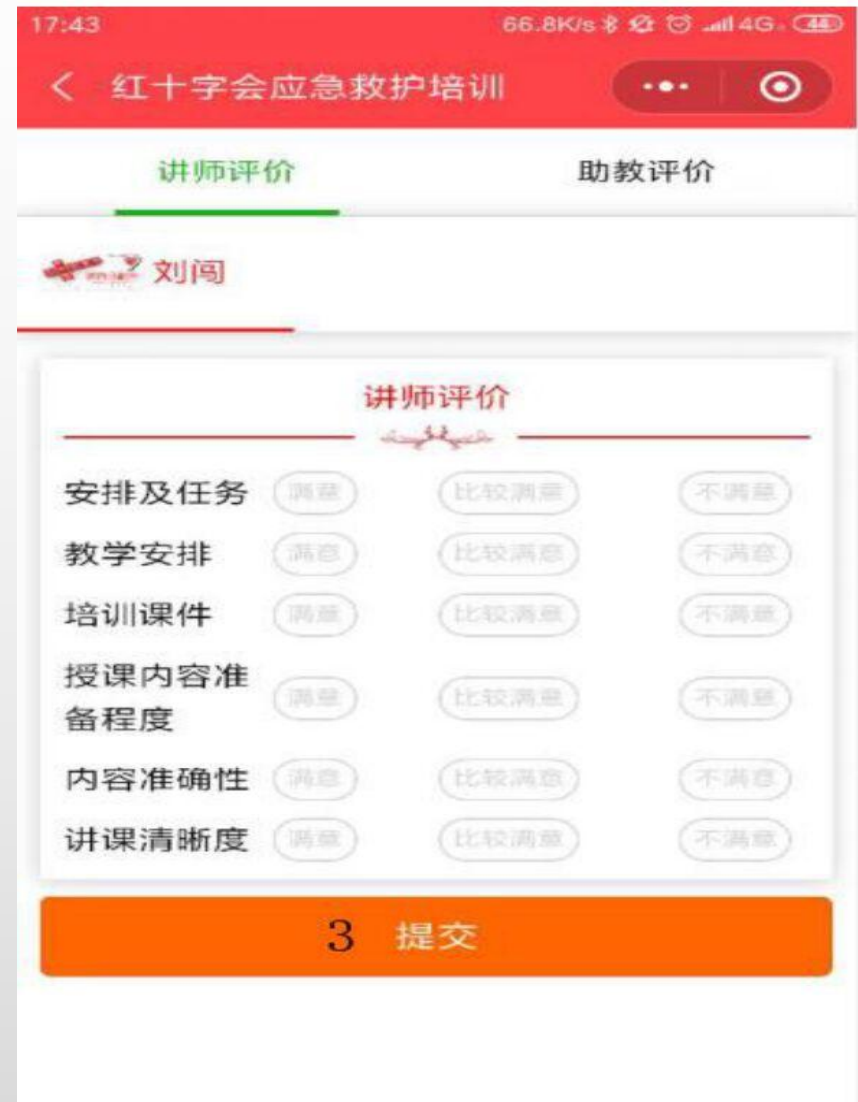 17:43 66.8K/s 4G 44
红十字会应急救护培训
讲师评价 助教评价
刘闯
讲师评价
安排及任务 满意 比较满意 不满意
教学安排 满意 比较满意 不满意
培训课件 满意 比较满意 不满意
授课内容准
备程度 满意 比较满意 不满意
内容准确性 满意 比较满意 不满意
讲课清晰度 满意 比较满意 不满意
3 提交